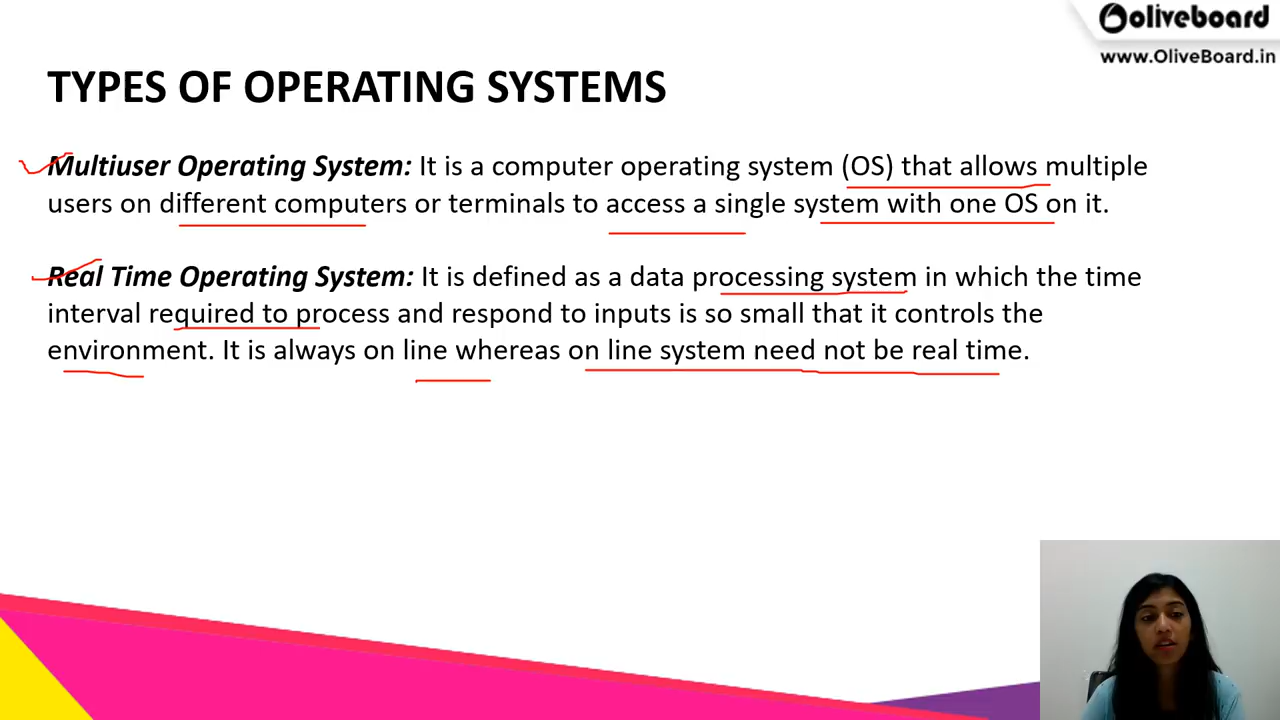 oliveboard
www.OliveBoard.in
TYPES OF OPERATING SYSTEMS
Multiuser Operating System: It is a computer operating system (OS) that allows multiple
users on different computers or terminals to access a single system with one OS on it.
Real Time Operating System: It is defined as a data processing system in which the time
interval required to process and respond to inputs is so small that it controls the
environment. It is always on line whereas on line system need not be real time.